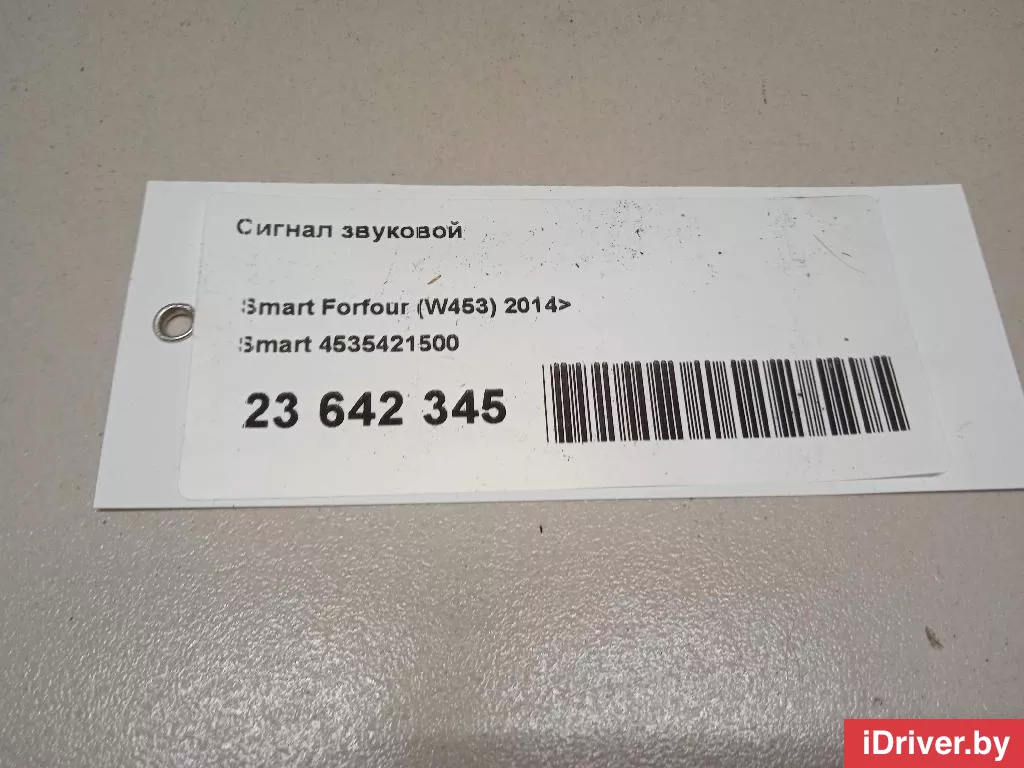 Сигнал звуковой
Smart Forfour (W453) 2014>
Smart 4535421500
23 642 345
iDriver.by